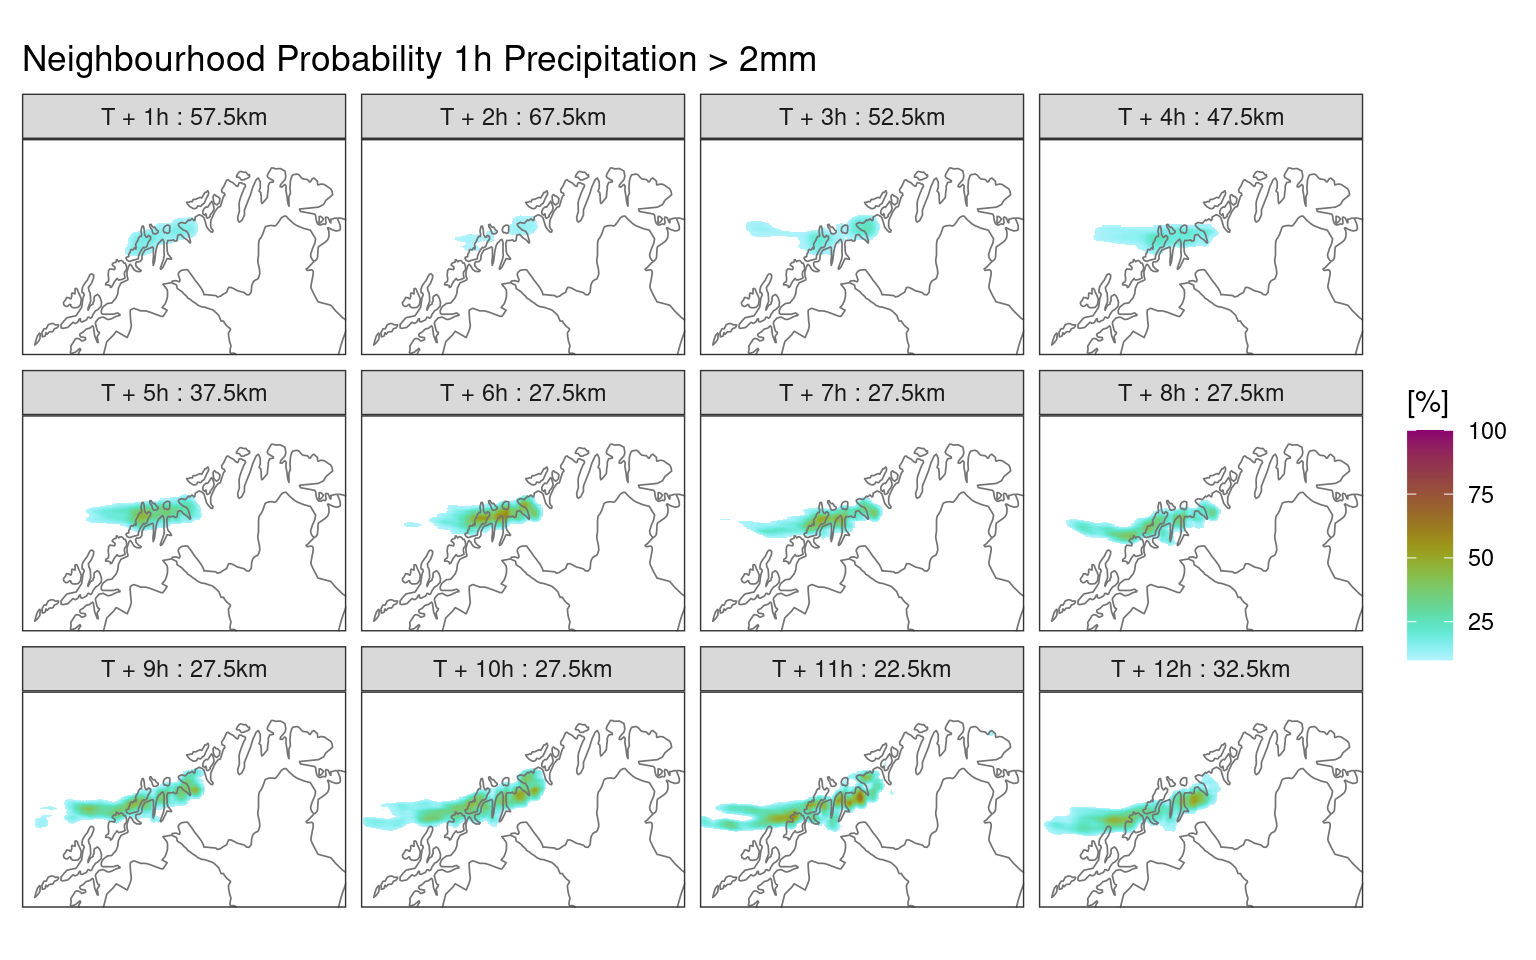 Neighbourhood Probability 1h Precipitation > 2mm
T + 1h : 57.5km
T + 2h : 67.5km
T + 3h : 52.5km
T + 4h : 47.5km
T + 5h : 37.5km
T + 6h : 27.5km
T + 7h : 27.5km
T + 8h : 27.5km
T + 9h : 27.5km
T + 10h : 27.5km
T + 11h : 22.5km
T + 12h : 32.5km
[%]
100
75
50
25